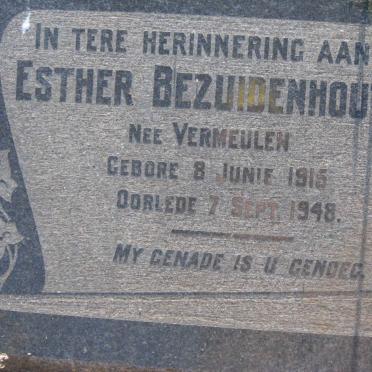 IN TERE HERINNERING AAN
ESTHER BEZUIDENHOUT
NEE VERMEULEN
GEBORE 8 JUNIE 1915
OORLEDE 7 SEPT. 1948.
MY GENADE IS U GENOEG.